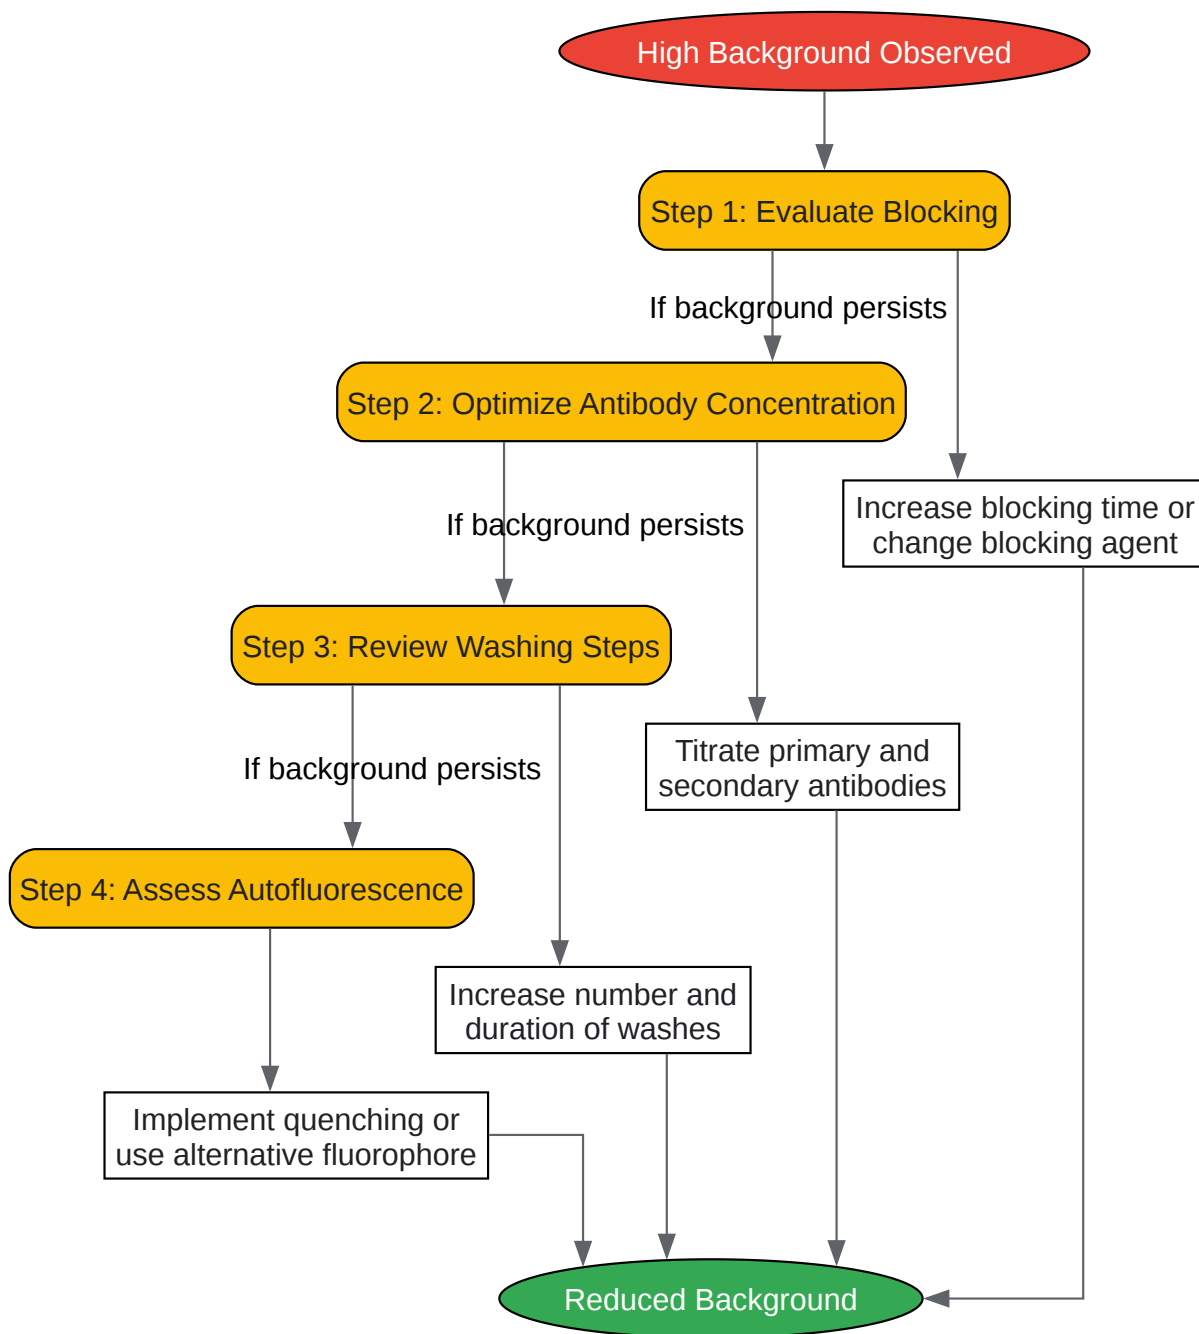 High Background Observed
Step 1: Evaluate Blocking
If background persists
Step 2: Optimize Antibody Concentration
Increase blocking time or
change blocking agent
If background persists
Step 3: Review Washing Steps
Titrate primary and
secondary antibodies
If background persists
Step 4: Assess Autofluorescence
Increase number and
duration of washes
Implement quenching or
use alternative fluorophore
Reduced Background